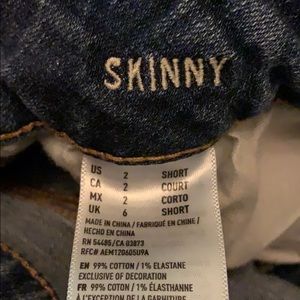 SKINNY
US 2 SHORT
CA 2 COURT
MX 2 CORTO
UK 6 SHORT
MADE IN CHINA / FABRIQUÉ EN CHINE /
HECHO EN CHINA
RN 54485/CA 03873
RFC# AEM120605U9A
EN 99% COTTON / 1% ELASTANE
EXCLUSIVE OF DECORATION
FR 99% COTON / 1% ÉLASTHANNE
À L'EXCEPTION DE LA GARNITURE